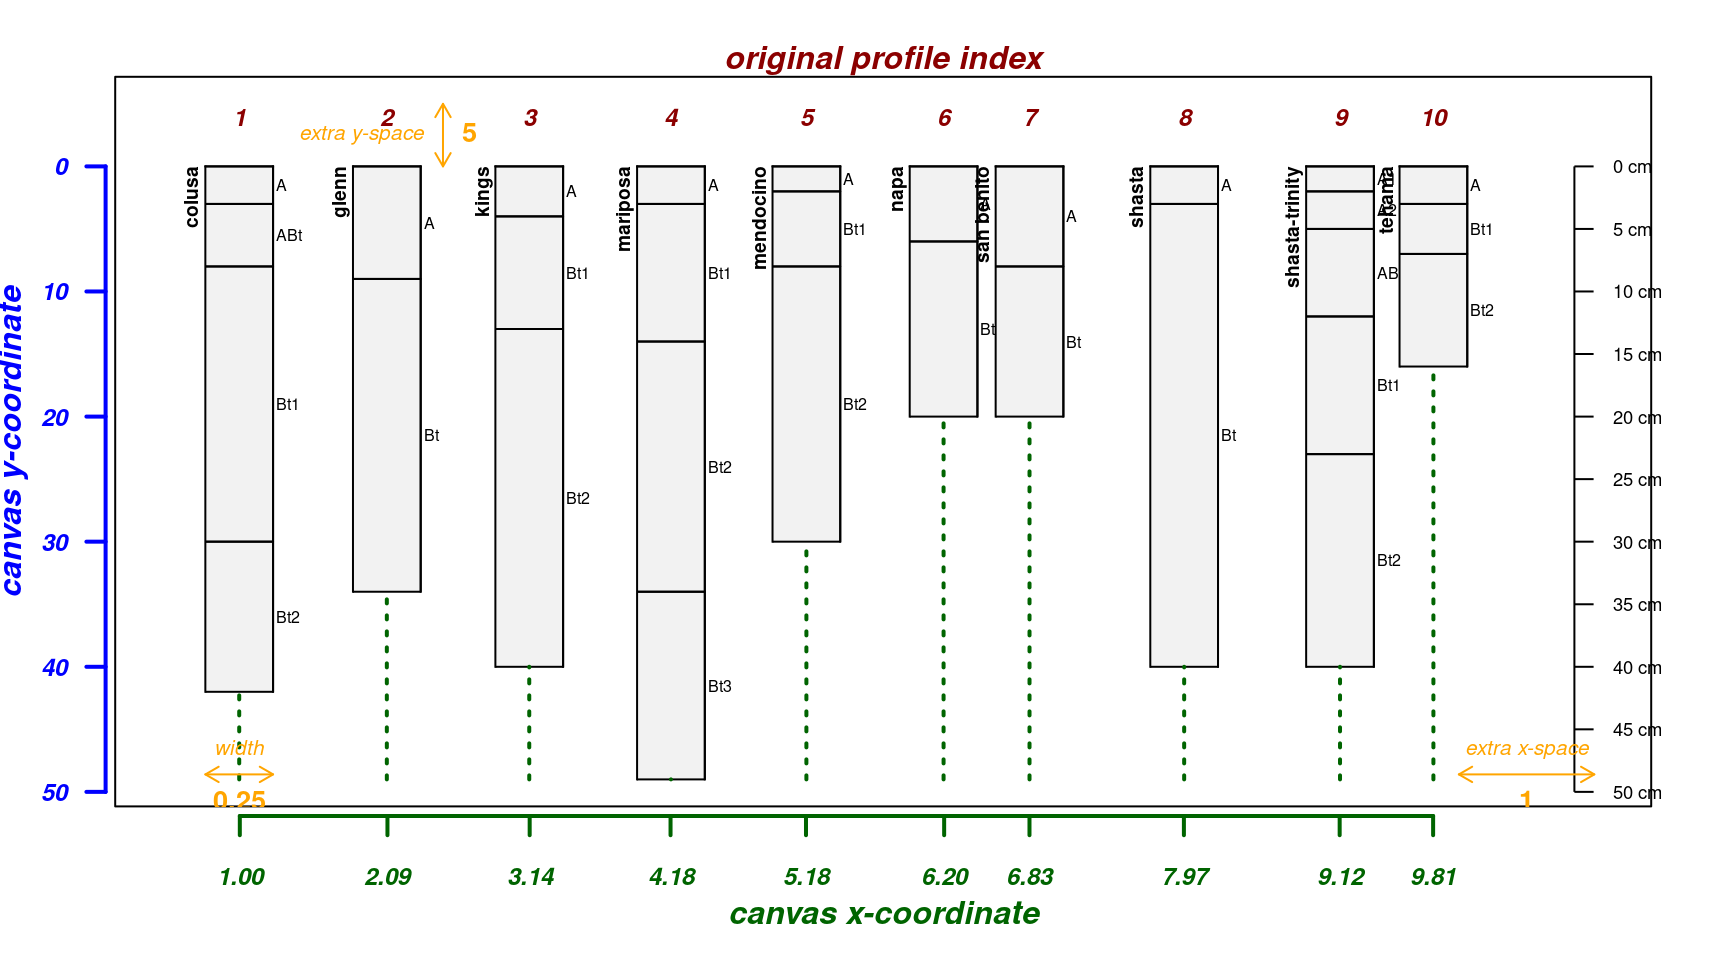 original profile index
1 2 3 4 5 6 7 8 9 10
extra y-space 5
canvas y-coordinate
0
10
20
30
40
50
colusa
A
ABt
Bt1
Bt2
glenn
A
Bt
kings
A
Bt1
Bt2
mariposa
A
Bt1
Bt2
Bt3
mendocino
A
Bt1
Bt2
napa
A
Bt
san benito
A
Bt
shasta
A
Bt
shasta-trinity
A2
AB
Bt1
Bt2
tehama
A
Bt1
Bt2
0 cm
5 cm
10 cm
15 cm
20 cm
25 cm
30 cm
35 cm
40 cm
45 cm
50 cm
width
0.25
extra x-space
1
1.00 2.09 3.14 4.18 5.18 6.20 6.83 7.97 9.12 9.81
canvas x-coordinate